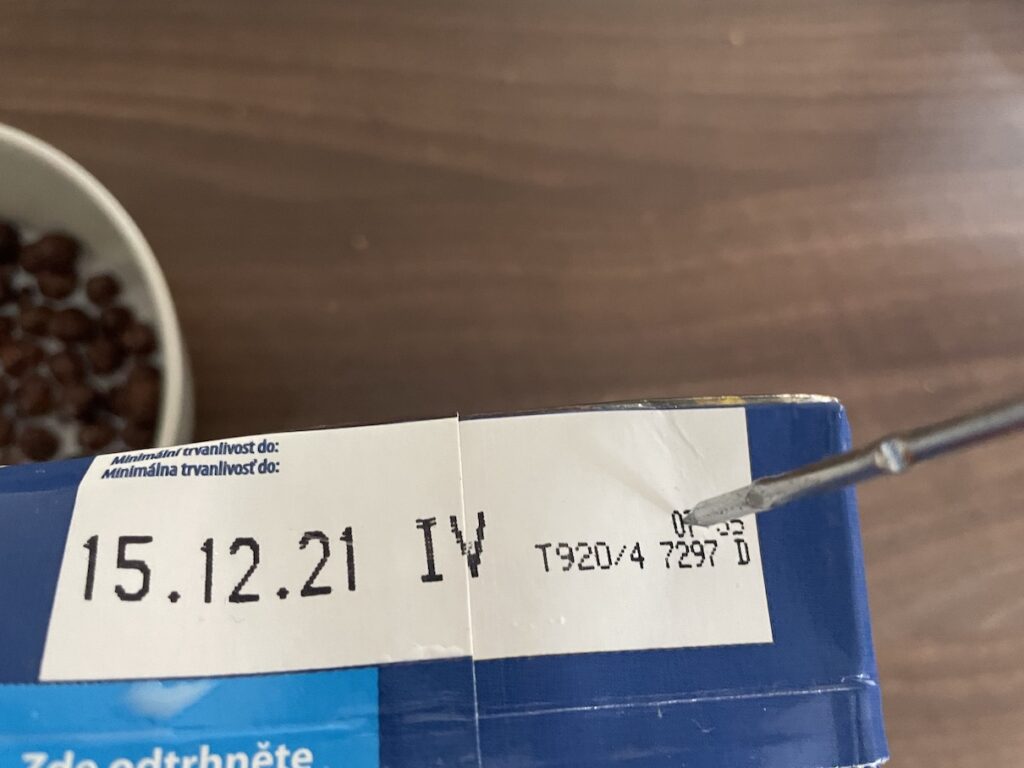 Minimální trvanlivost do:
Minimálna trvanlivosť do:
15.12.21 IV
T920/4 7297 D
Zde odtrhněte